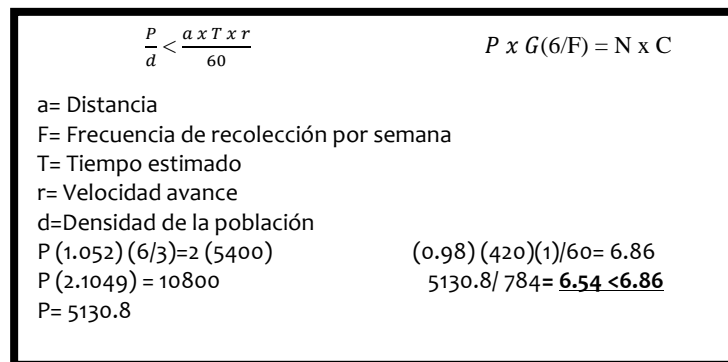 P/d < a x T x r/60 P x G(6/F) = N x C
a= Distancia
F= Frecuencia de recolección por semana
T= Tiempo estimado
r= Velocidad avance
d=Densidad de la población
P (1.052) (6/3)=2 (5400) (0.98) (420)(1)/60= 6.86
P (2.1049) = 10800 5130.8/ 784= 6.54 <6.86
P= 5130.8